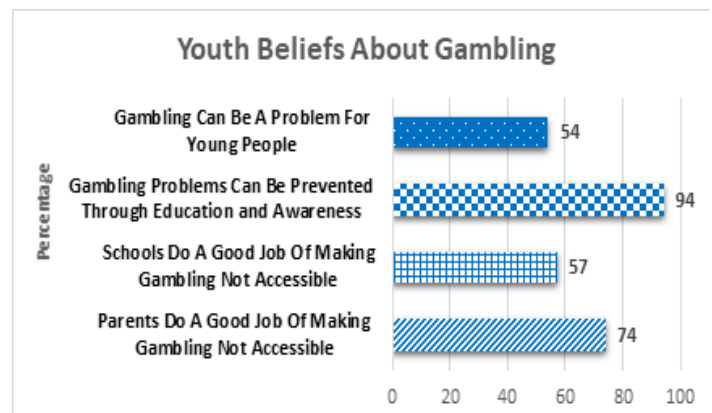 Youth Beliefs About Gambling
Percentage
Gambling Can Be A Problem For
Young People
54
Gambling Problems Can Be Prevented
Through Education and Awareness
94
Schools Do A Good Job Of Making
Gambling Not Accessible
57
Parents Do A Good Job Of Making
Gambling Not Accessible
74
0 20 40 60 80 100